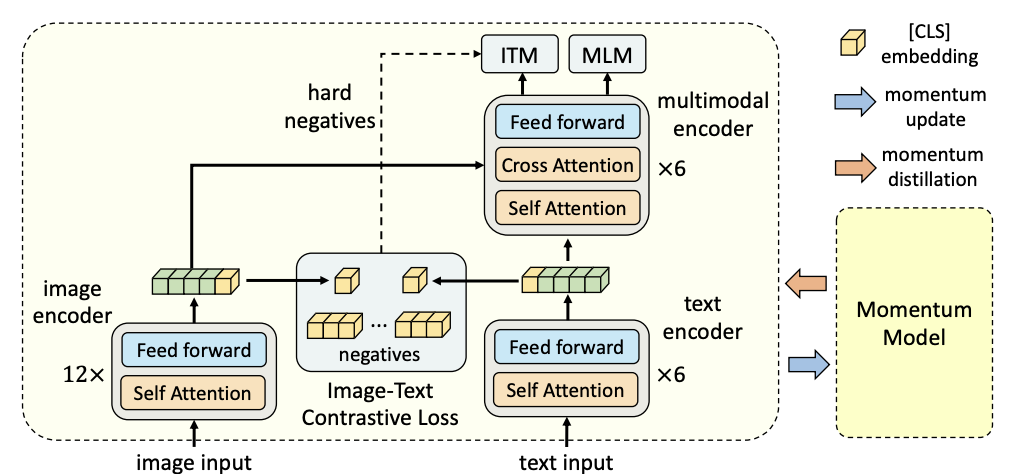 ITM
MLM
hard
negatives
Feed forward
Cross Attention
Self Attention
multimodal
encoder
×6
[CLS]
embedding
momentum
update
momentum
distillation
image
encoder
12×
Feed forward
Self Attention
...
negatives
Image-Text
Contrastive Loss
Feed forward
Self Attention
text
encoder
×6
Momentum
Model
image input
text input